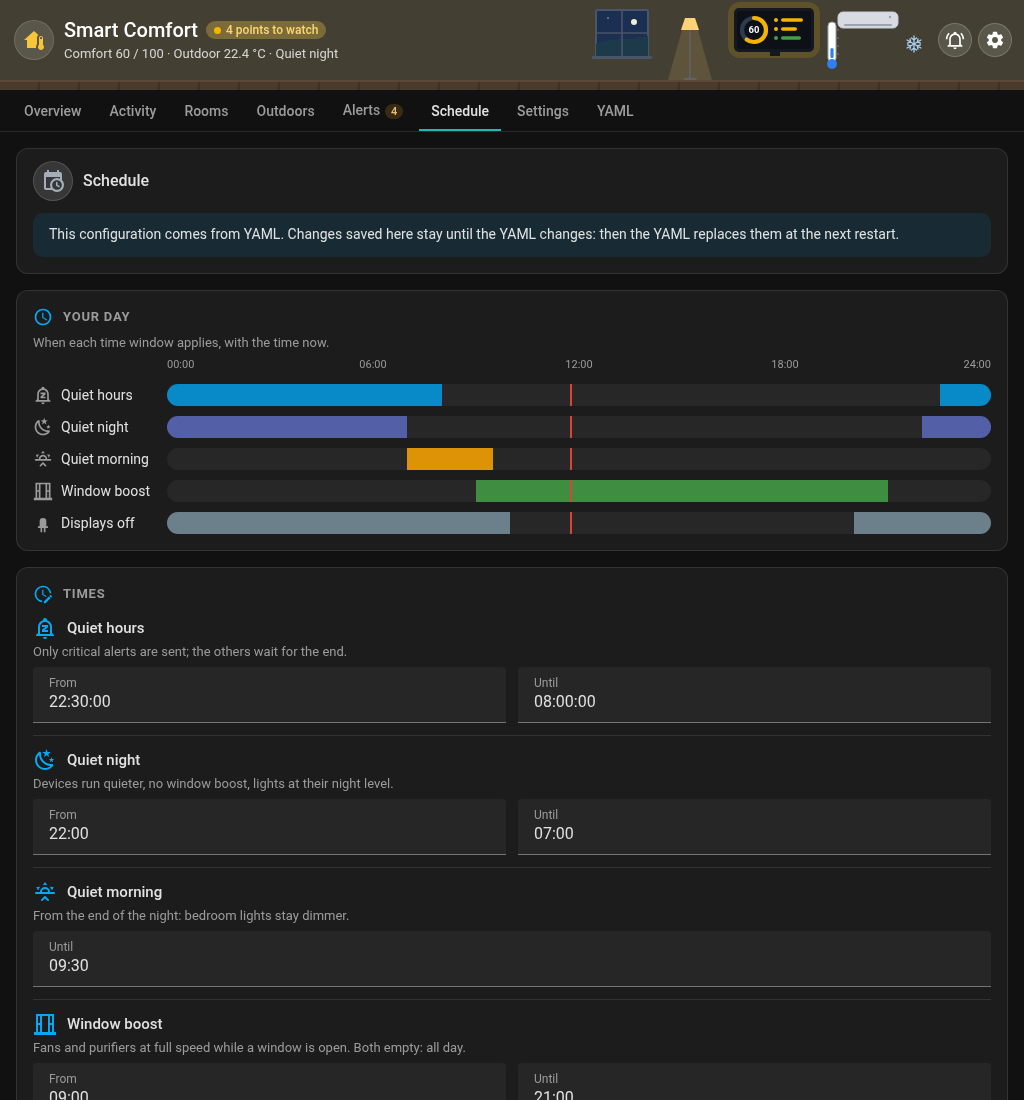 Smart Comfort
4 points to watch
Comfort 60 / 100 · Outdoor 22.4 °C · Quiet night
60
Overview
Activity
Rooms
Outdoors
Alerts 4
Schedule
Settings
YAML
Schedule
This configuration comes from YAML. Changes saved here stay until the YAML changes: then the YAML replaces them at the next restart.
YOUR DAY
When each time window applies, with the time now.
00:00 06:00 12:00 18:00 24:00
Quiet hours
Quiet night
Quiet morning
Window boost
Displays off
TIMES
Quiet hours
Only critical alerts are sent; the others wait for the end.
From
22:30:00
Until
08:00:00
Quiet night
Devices run quieter, no window boost, lights at their night level.
From
22:00
Until
07:00
Quiet morning
From the end of the night: bedroom lights stay dimmer.
Until
09:30
Window boost
Fans and purifiers at full speed while a window is open. Both empty: all day.
From
09:00
Until
21:00